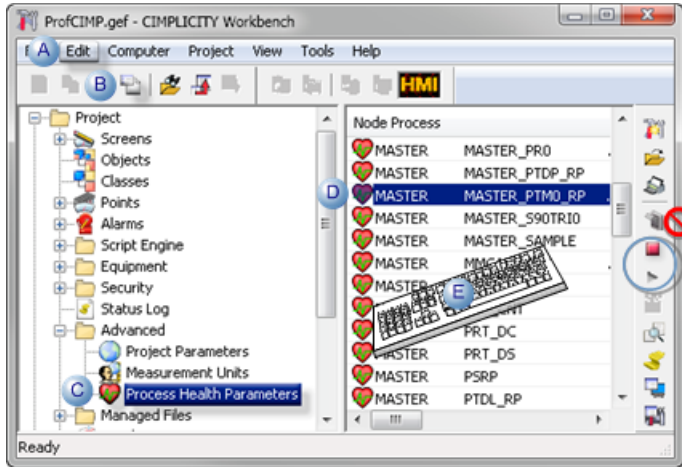 ProfCIMP.gef - CIMPLICITY Workbench
F A Edit Computer Project View Tools Help
B HMI
Project
Screens
Objects
Classes
Points
Alarms
Script Engine
Equipment
Security
Status Log
Advanced
Project Parameters
Measurement Units
C Process Health Parameters
Managed Files
Node Process
MASTER MASTER_PR0 .
MASTER MASTER_PTDP_RP
D MASTER MASTER_PTM0_RP .
MASTER MASTER_S90TRI0
MASTER MASTER_SAMPLE
MASTER
E
MASTER PRT_DC
MASTER PRT_DS
MASTER PSRP
MASTER PTDL_RP
Ready